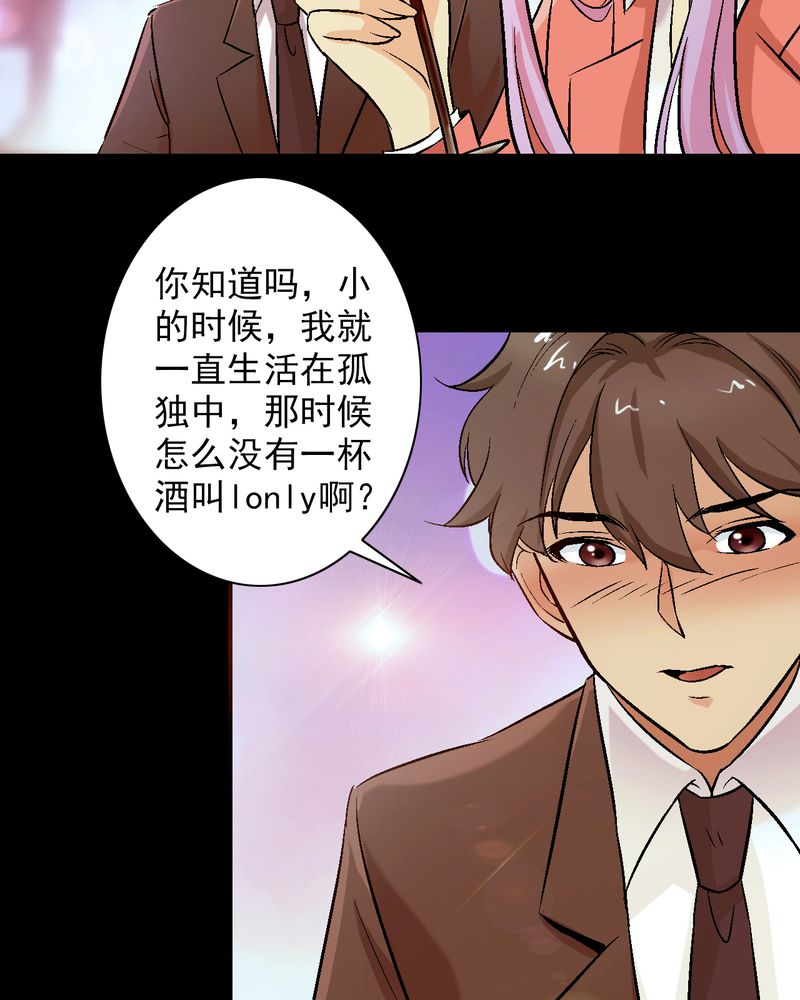 你知道吗，小
的时候，我就
一直生活在孤
独中，那时候
怎么没有一杯
酒叫lonly啊？